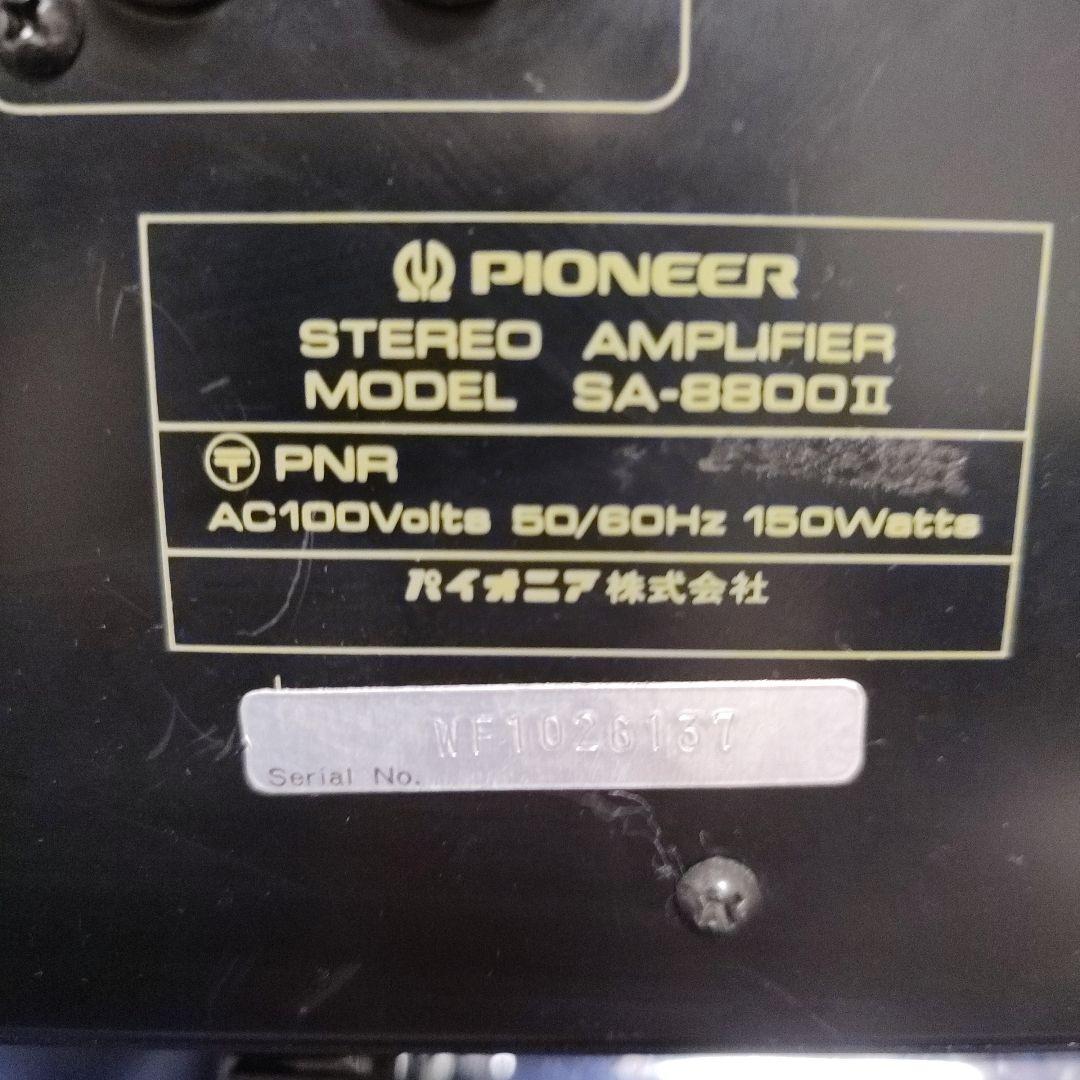 PIONEER
STEREO AMPLIFIER
MODEL SA-8800II
〒 PNR
AC100Volts 50/60Hz 150Watts
パイオニア株式会社
WF1026137
Serial No.